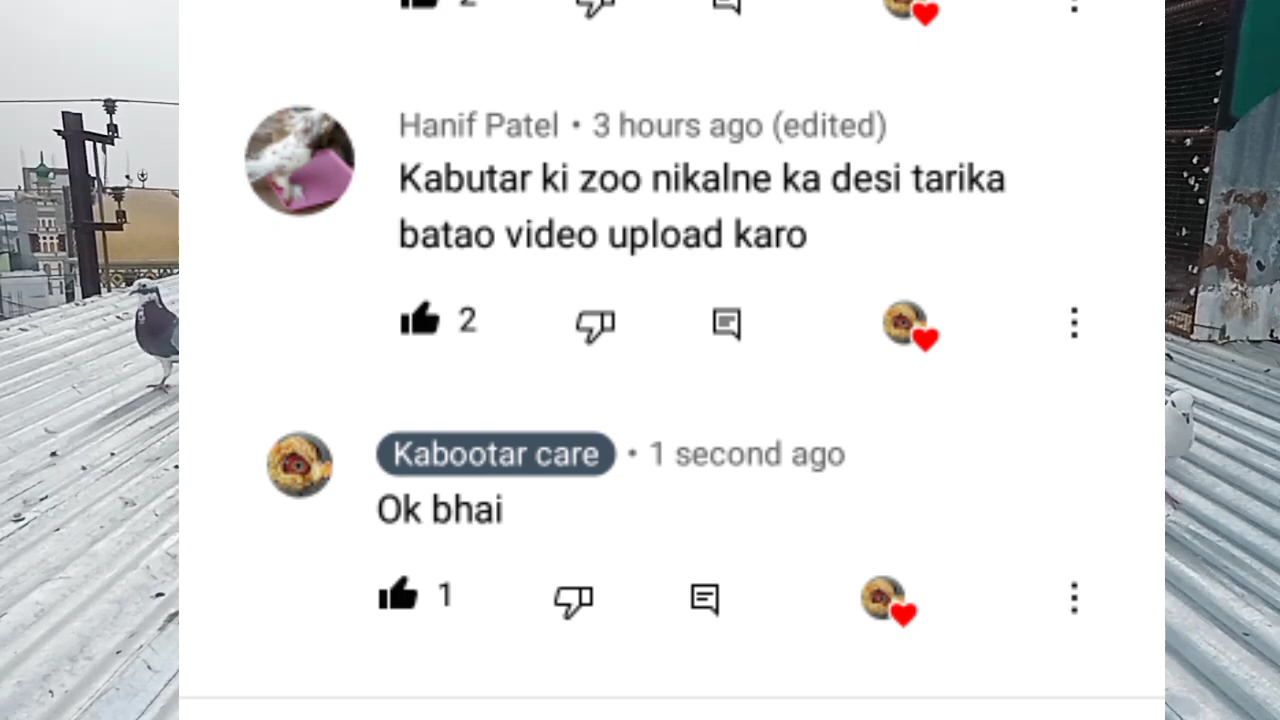 2
Hanif Patel • 3 hours ago (edited)
Kabutar ki zoo nikalne ka desi tarika
batao video upload karo
2
Kabootar care • 1 second ago
Ok bhai
1